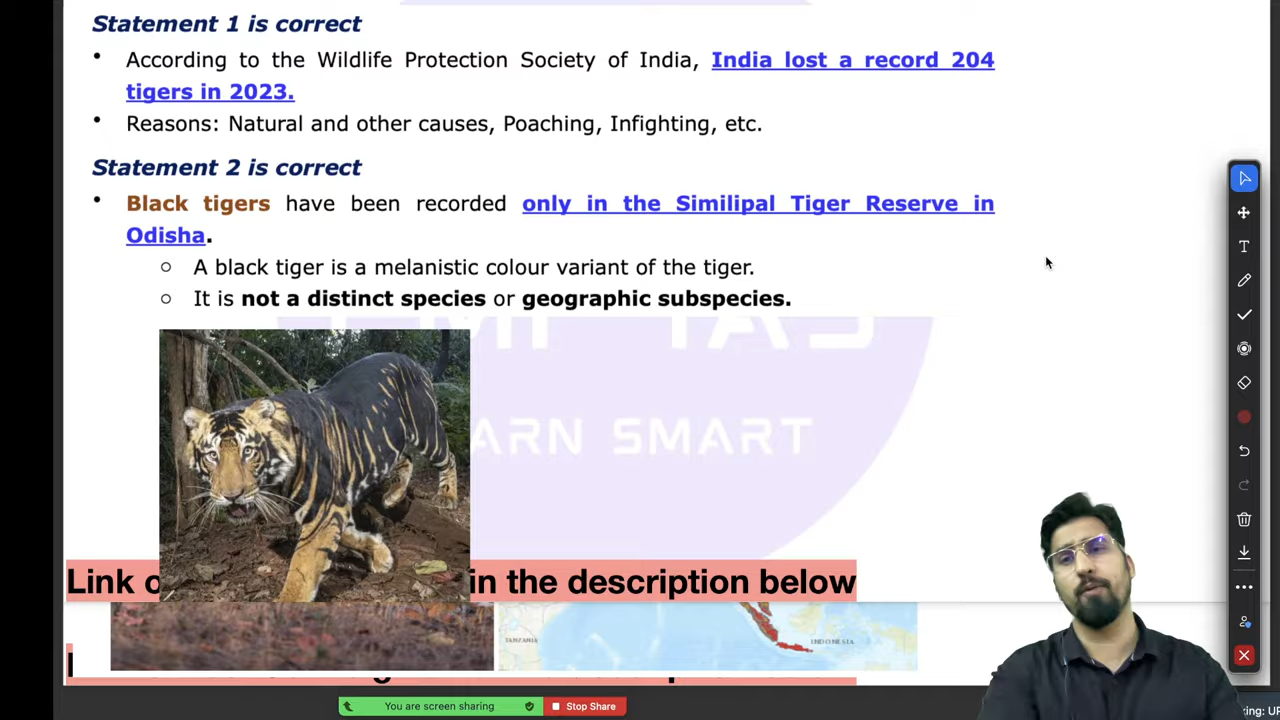 Statement 1 is correct
• According to the Wildlife Protection Society of India, India lost a record 204
tigers in 2023.
• Reasons: Natural and other causes, Poaching, Infighting, etc.
Statement 2 is correct
• Black tigers have been recorded only in the Similipal Tiger Reserve in
Odisha.
○ A black tiger is a melanistic colour variant of the tiger.
○ It is not a distinct species or geographic subspecies.
ARN SMART
Link in the description below
TANZANIA
INDONESIA
You are screen sharing
Stop Share